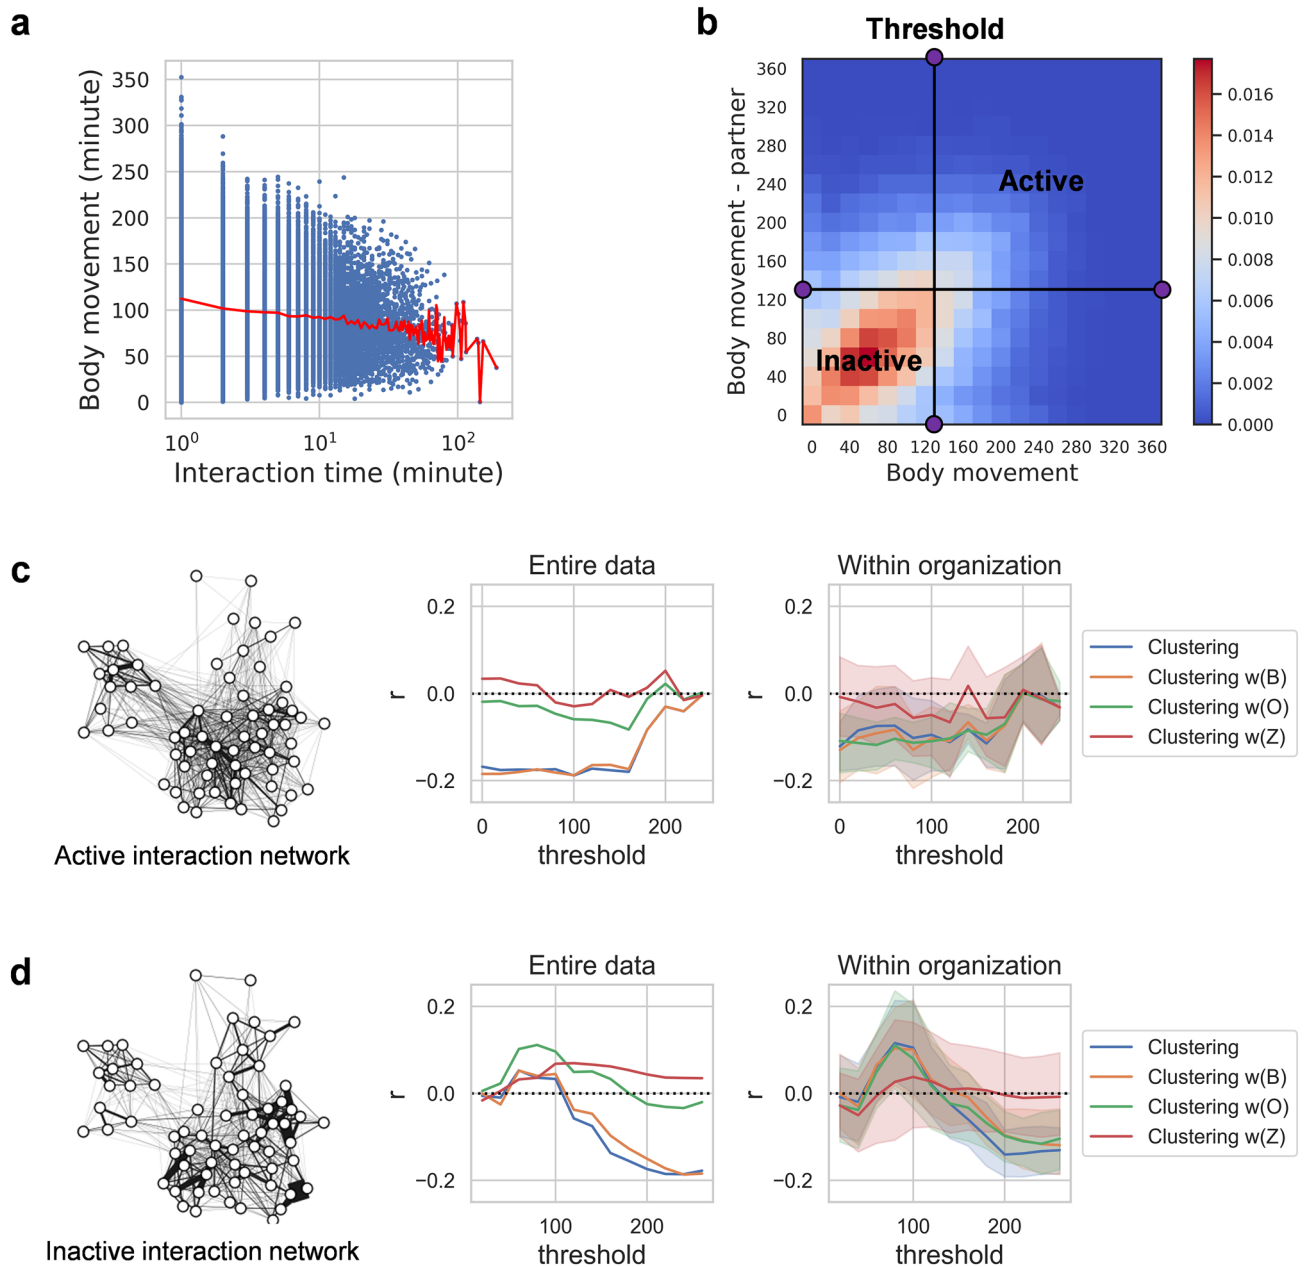 a
350
300
250
200
150
100
50
0
Body movement (minute)
10⁰
10¹
10²
Interaction time (minute)
b
Threshold
360
320
280
240
200
160
120
80
40
0
Body movement - partner
Active
Inactive
0 40 80 120 160 200 240 280 320 360
Body movement
0.016
0.014
0.012
0.010
0.008
0.006
0.004
0.002
0.000
c
Active interaction network
Entire data
0.2
0.0
−0.2
r
0 100 200
threshold
Within organization
0.2
0.0
−0.2
r
0 100 200
threshold
Clustering
Clustering w(B)
Clustering w(O)
Clustering w(Z)
d
Inactive interaction network
Entire data
0.2
0.0
−0.2
r
100 200
threshold
Within organization
0.2
0.0
−0.2
r
100 200
threshold
Clustering
Clustering w(B)
Clustering w(O)
Clustering w(Z)